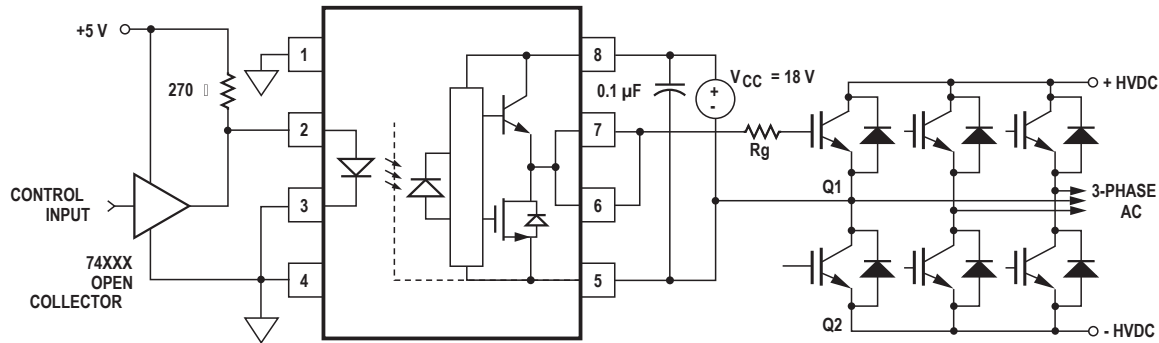 +5 V
270
CONTROL
INPUT
74XXX
OPEN
COLLECTOR
1
2
3
4
8
7
6
5
0.1 µF
VCC = 18 V
+
-
Rg
Q1
Q2
+ HVDC
3-PHASE
AC
- HVDC